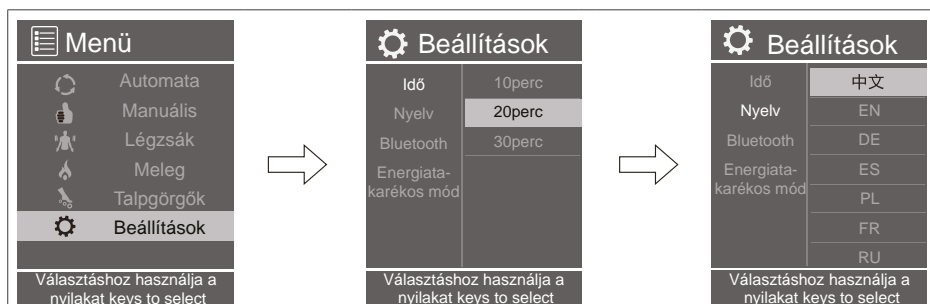 Menü
Automata
Manuális
Légzsák
Meleg
Talpgörgők
Beállítások
Választáshoz használja a
nyilakat keys to select
Beállítások
Idő
Nyelv
Bluetooth
Energiata-
karékos mód
10perc
20perc
30perc
Választáshoz használja a
nyilakat keys to select
Beállítások
Idő
Nyelv
Bluetooth
Energiata-
karékos mód
中文
EN
DE
ES
PL
FR
RU
Választáshoz használja a
nyilakat keys to select